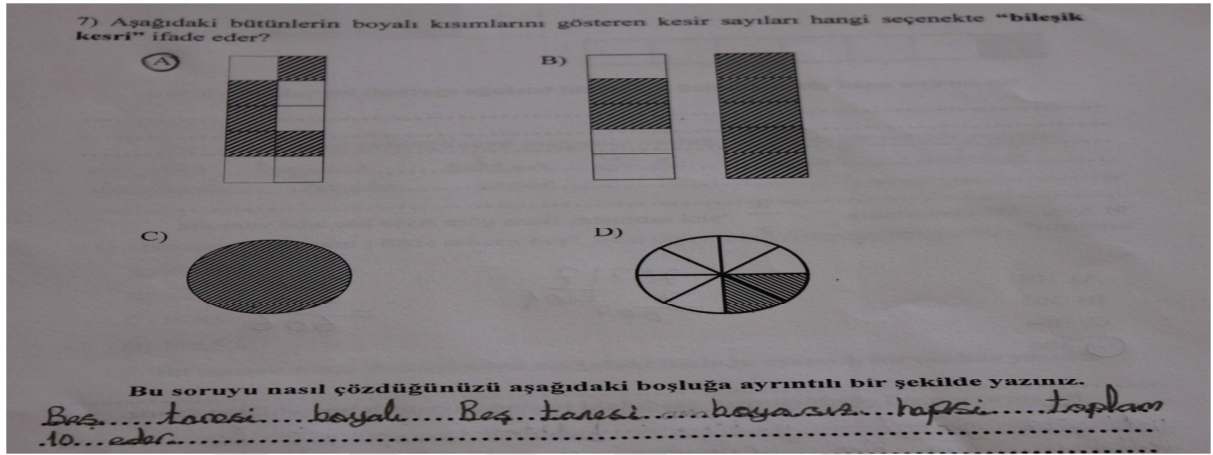 7) Aşağıdaki bütünlerin boyalı kısımlarını gösteren kesir sayıları hangi seçenekte "bileşik
kesri" ifade eder?
A)
B)
C)
D)
Bu soruyu nasıl çözdüğünüzü aşağıdaki boşluğa ayrıntılı bir şekilde yazınız.
Beş..... tanesi.... boyalı.... Beş.. tanesi... boyasız... hepsi..... toplam
.10... eder....